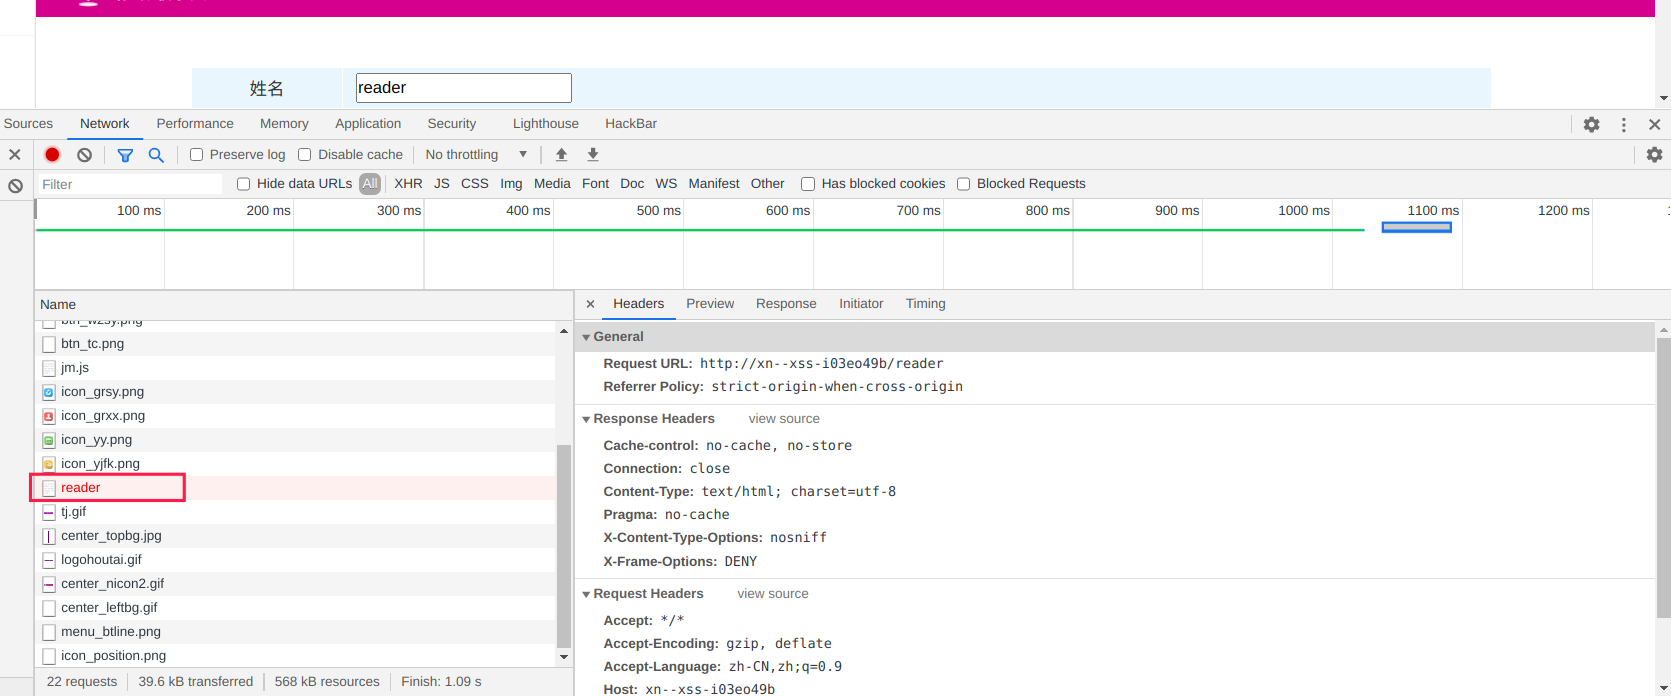 姓名 reader
Sources Network Performance Memory Application Security Lighthouse HackBar
Preserve log Disable cache No throttling
Filter Hide data URLs All XHR JS CSS Img Media Font Doc WS Manifest Other Has blocked cookies Blocked Requests
100 ms 200 ms 300 ms 400 ms 500 ms 600 ms 700 ms 800 ms 900 ms 1000 ms 1100 ms 1200 ms
Name
btn_wzsy.png
btn_tc.png
jm.js
icon_grsy.png
icon_grxx.png
icon_yy.png
icon_yjfk.png
reader
tj.gif
center_topbg.jpg
logohoutai.gif
center_nicon2.gif
center_leftbg.gif
menu_btline.png
icon_position.png
22 requests 39.6 kB transferred 568 kB resources Finish: 1.09 s
Headers Preview Response Initiator Timing
General
Request URL: http://xn--xss-i03eo49b/reader
Referrer Policy: strict-origin-when-cross-origin
Response Headers view source
Cache-control: no-cache, no-store
Connection: close
Content-Type: text/html; charset=utf-8
Pragma: no-cache
X-Content-Type-Options: nosniff
X-Frame-Options: DENY
Request Headers view source
Accept: */*
Accept-Encoding: gzip, deflate
Accept-Language: zh-CN,zh;q=0.9
Host: xn--xss-i03eo49b